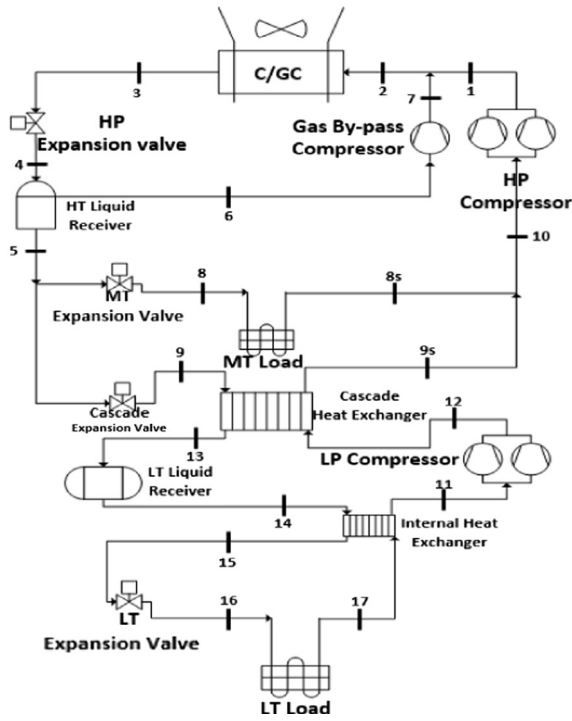 C/GC
3
2
7
1
HP
Expansion valve
Gas By-pass
Compressor
HP
Compressor
4
HT Liquid
Receiver
6
5
10
8
8s
MT
Expansion Valve
MT Load
9
9s
Cascade
Expansion Valve
Cascade
Heat Exchanger
12
13
LP Compressor
LT Liquid
Receiver
11
14
Internal Heat
Exchanger
15
LT
Expansion Valve
16
17
LT Load